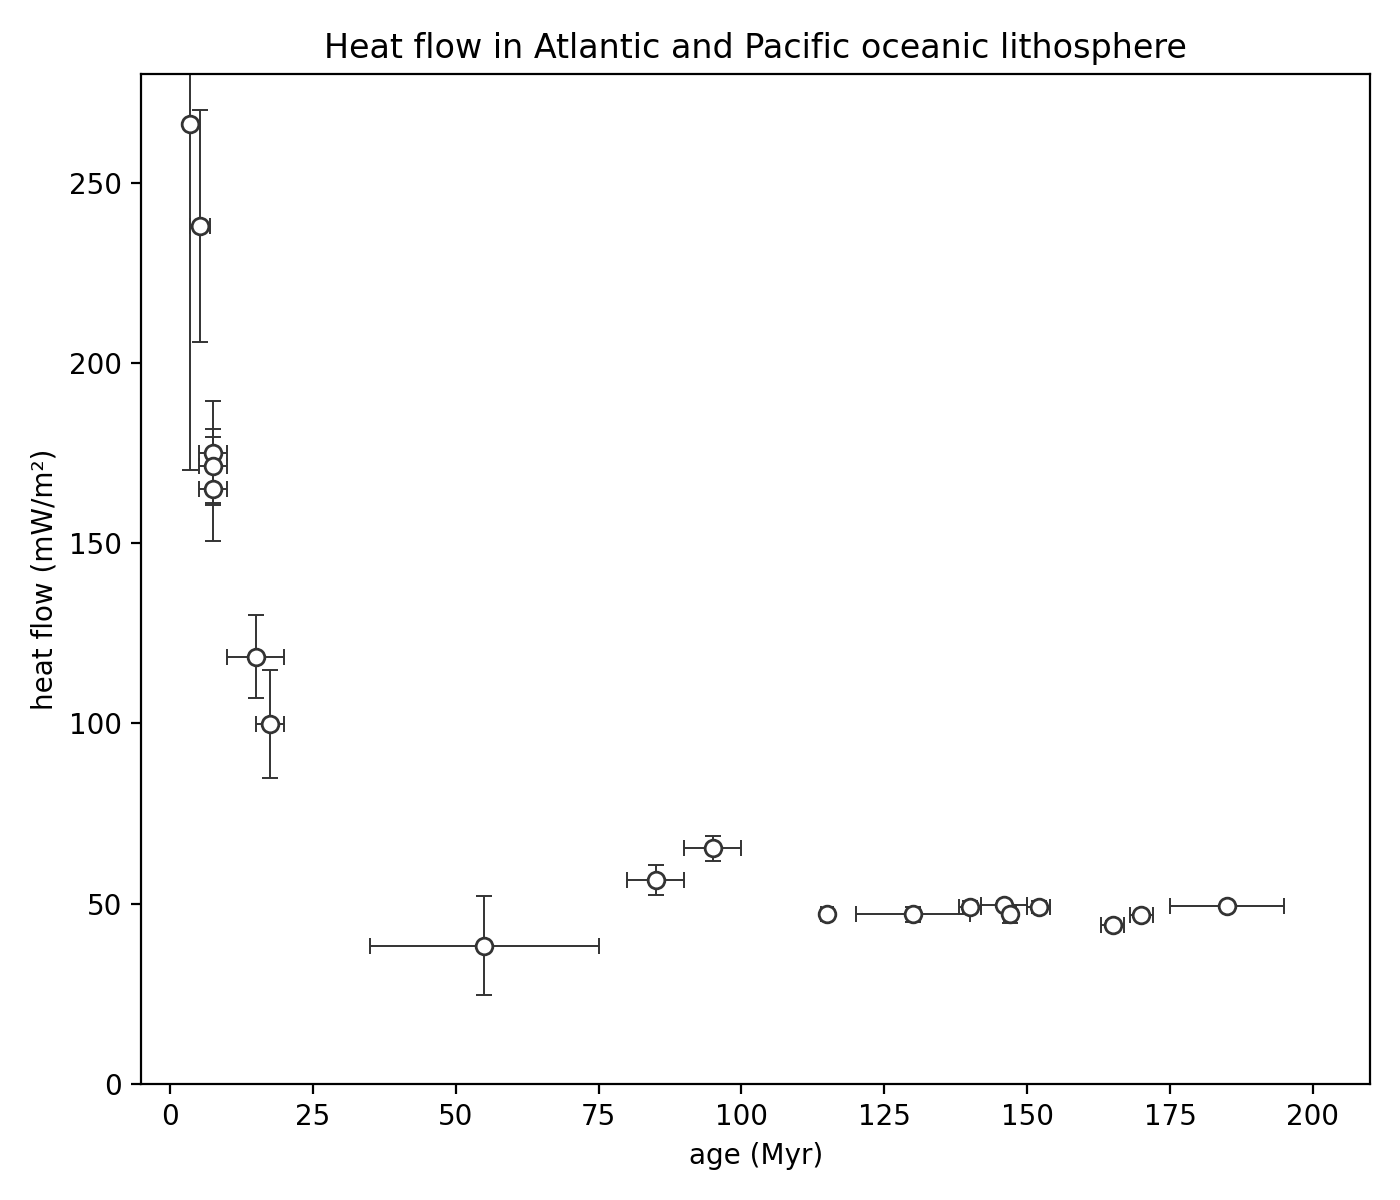 Heat flow in Atlantic and Pacific oceanic lithosphere
heat flow (mW/m²)
250
200
150
100
50
0
0 25 50 75 100 125 150 175 200
age (Myr)